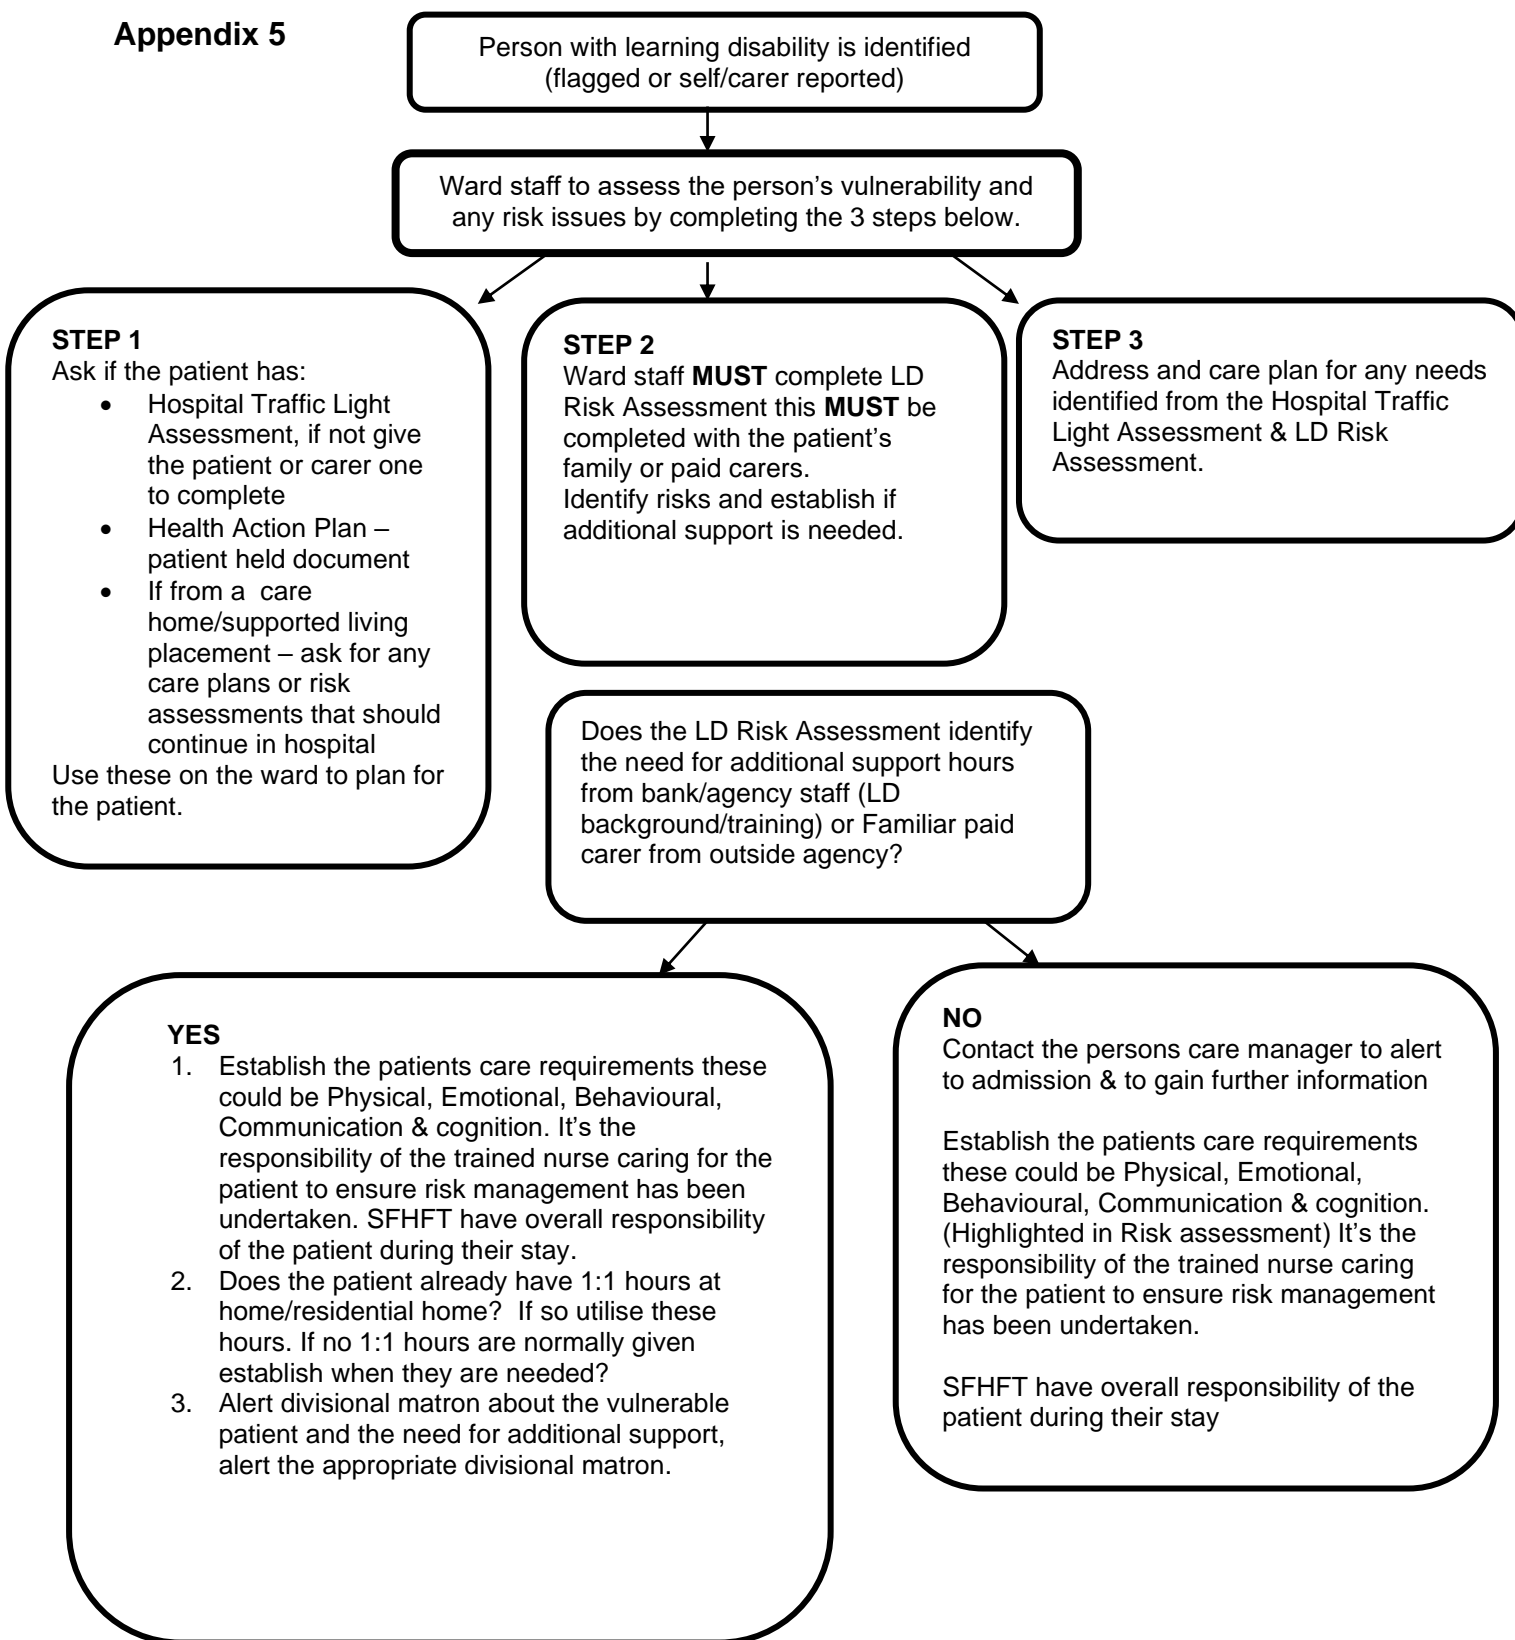 Appendix 5
Person with learning disability is identified
(flagged or self/carer reported)
Ward staff to assess the person’s vulnerability and
any risk issues by completing the 3 steps below.
STEP 1
Ask if the patient has:
• Hospital Traffic Light
Assessment, if not give
the patient or carer one
to complete
• Health Action Plan –
patient held document
• If from a  care
home/supported living
placement – ask for any
care plans or risk
assessments that should
continue in hospital
Use these on the ward to plan for
the patient.
STEP 2
Ward staff MUST complete LD
Risk Assessment this MUST be
completed with the patient’s
family or paid carers.
Identify risks and establish if
additional support is needed.
STEP 3
Address and care plan for any needs
identified from the Hospital Traffic
Light Assessment & LD Risk
Assessment.
Does the LD Risk Assessment identify
the need for additional support hours
from bank/agency staff (LD
background/training) or Familiar paid
carer from outside agency?
YES
1. Establish the patients care requirements these
could be Physical, Emotional, Behavioural,
Communication & cognition. It’s the
responsibility of the trained nurse caring for the
patient to ensure risk management has been
undertaken. SFHFT have overall responsibility
of the patient during their stay.
2. Does the patient already have 1:1 hours at
home/residential home?  If so utilise these
hours. If no 1:1 hours are normally given
establish when they are needed?
3. Alert divisional matron about the vulnerable
patient and the need for additional support,
alert the appropriate divisional matron.
NO
Contact the persons care manager to alert
to admission & to gain further information
Establish the patients care requirements
these could be Physical, Emotional,
Behavioural, Communication & cognition.
(Highlighted in Risk assessment) It’s the
responsibility of the trained nurse caring
for the patient to ensure risk management
has been undertaken.
SFHFT have overall responsibility of the
patient during their stay